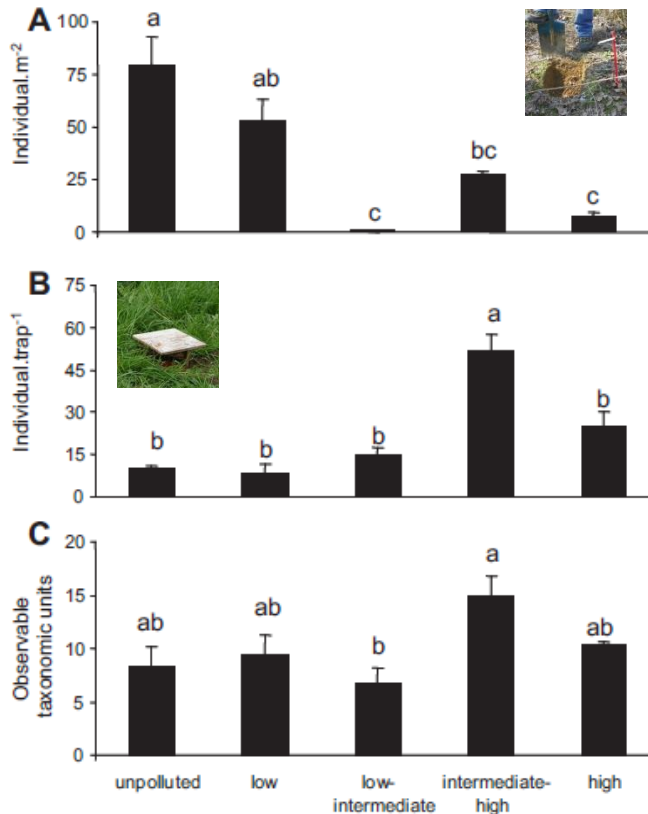 A
100
75
50
25
0
Individual.m-2
a
ab
c
bc
c
B
75
60
45
30
15
0
Individual.trap-1
b
b
b
a
b
C
20
15
10
5
0
Observable
taxonomic units
ab
ab
b
a
ab
unpolluted
low
low-
intermediate
intermediate-
high
high